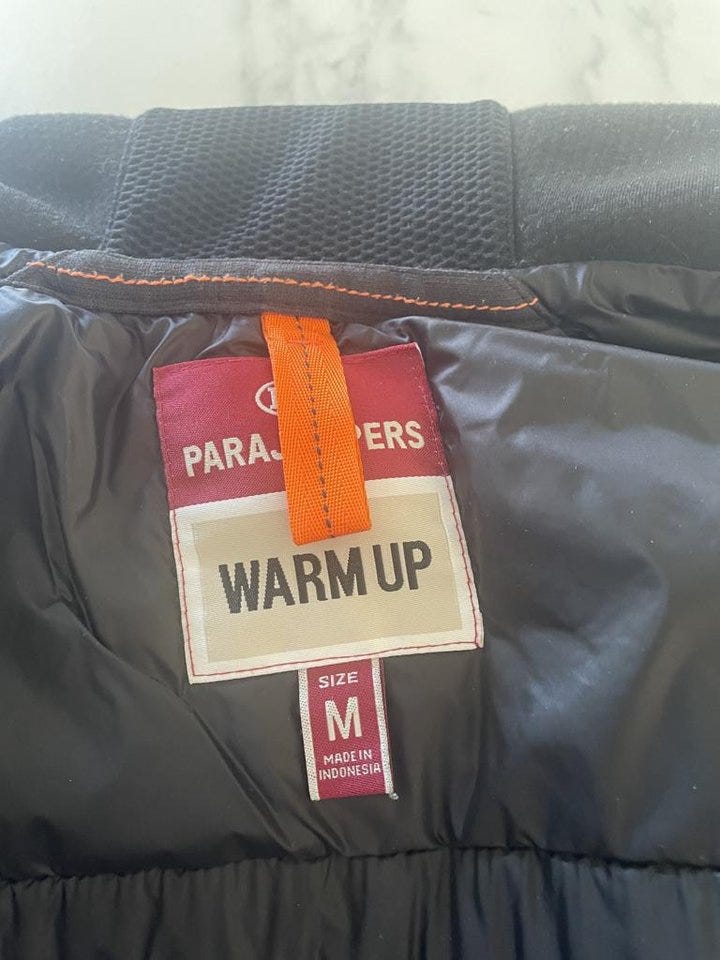 PARAJ PERS
WARM UP
SIZE
M
MADE IN
INDONESIA